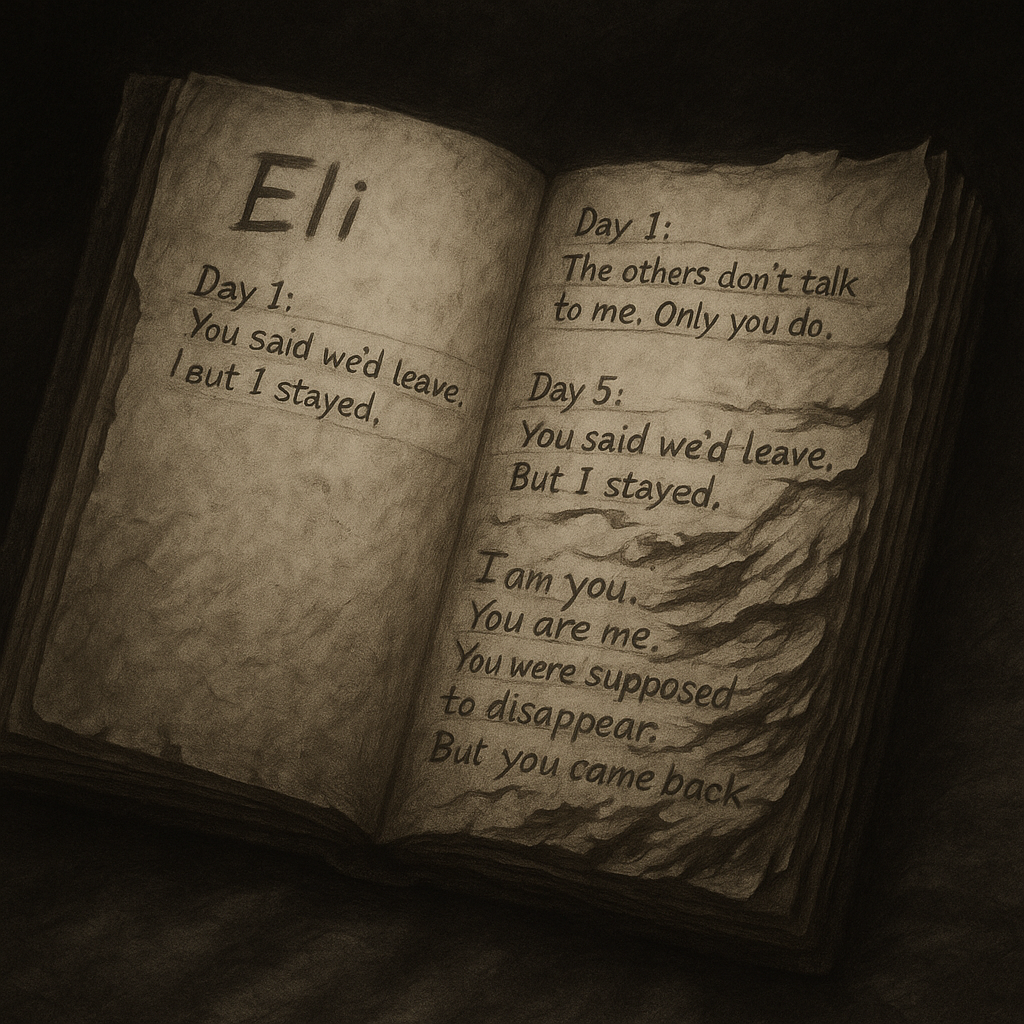 Eli
Day 1:
You said we'd leave.
I But I stayed.
Day 1:
The others don't talk
to me. Only you do.
Day 5:
You said we'd leave.
But I stayed.
I am you.
You are me.
You were supposed
to disappear.
But you came back